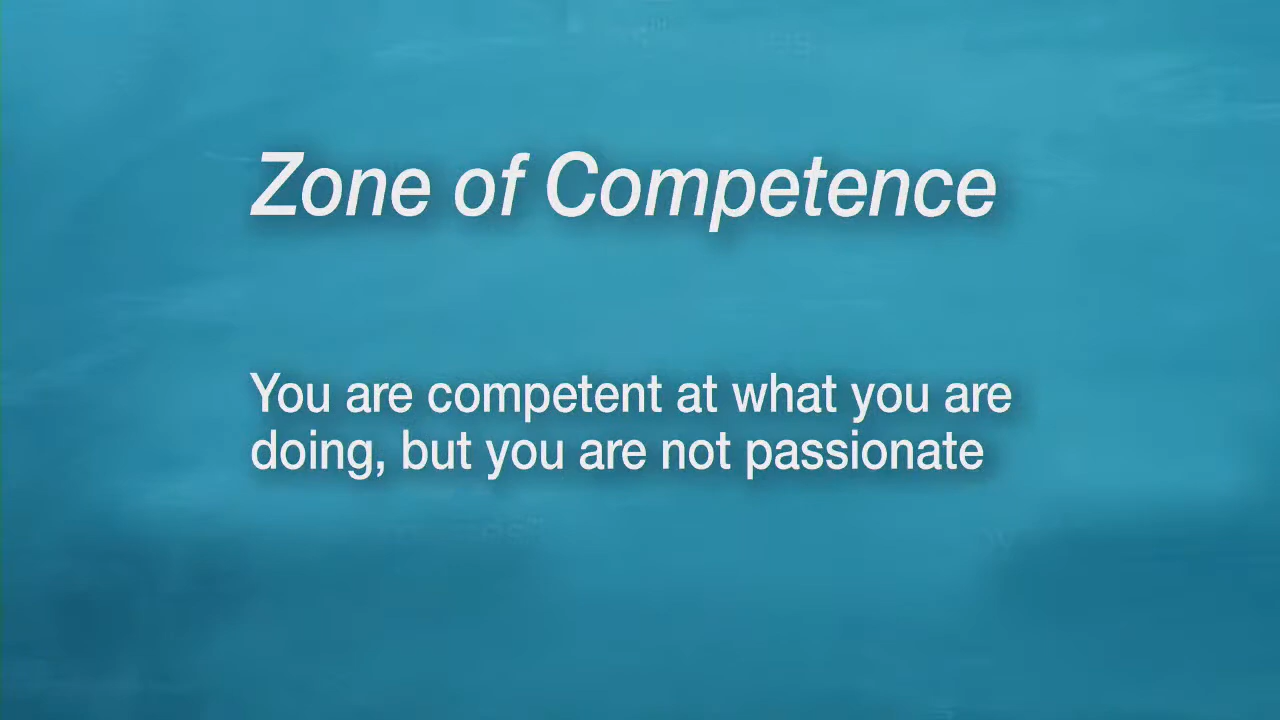 Zone of Competence
You are competent at what you are
doing, but you are not passionate